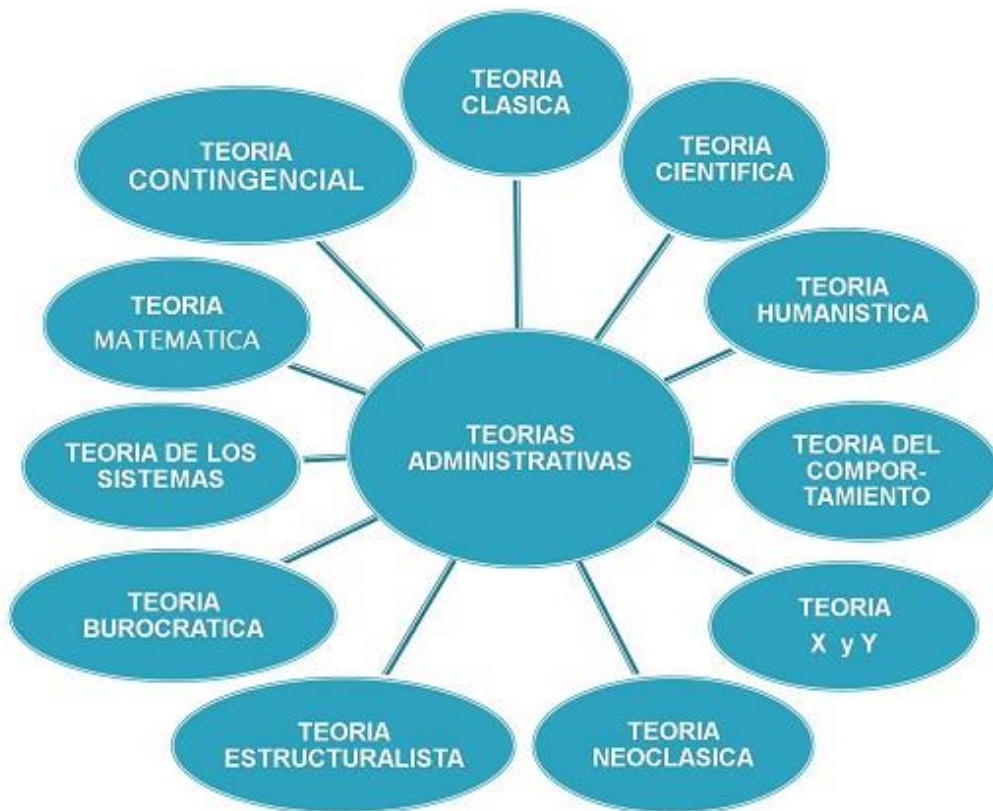 TEORIA
CLÁSICA
TEORIA
CIENTIFICA
TEORIA
HUMANISTICA
TEORIA DEL
COMPOR-
TAMIENTO
TEORIA
X y Y
TEORIA
NEOCLASICA
TEORIA
ESTRUCTURALISTA
TEORIA
BUROCRATICA
TEORIA DE LOS
SISTEMAS
TEORIA
MATEMATICA
TEORIA
CONTINGENCIAL
TEORIAS
ADMINISTRATIVAS